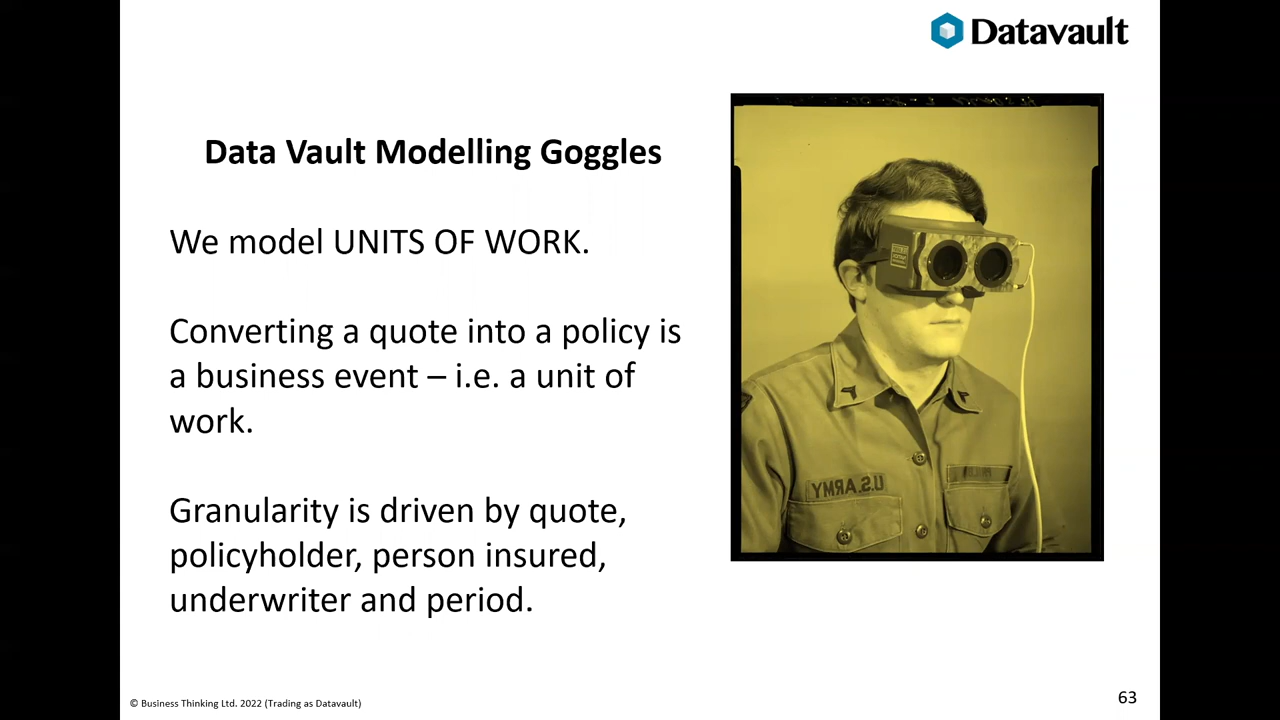 Datavault
Data Vault Modelling Goggles
We model UNITS OF WORK.
Converting a quote into a policy is
a business event – i.e. a unit of
work.
Granularity is driven by quote,
policyholder, person insured,
underwriter and period.
U.S.ARMY
© Business Thinking Ltd. 2022 (Trading as Datavault)
63